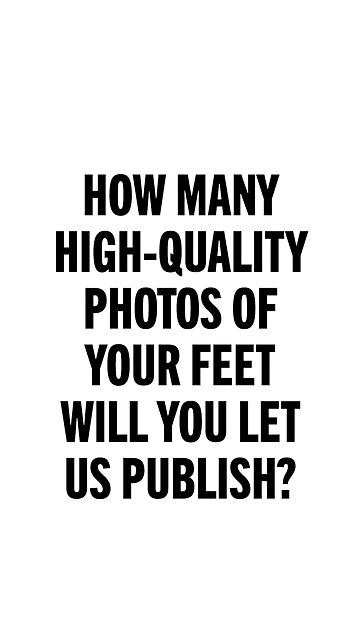 HOW MANY
HIGH-QUALITY
PHOTOS OF
YOUR FEET
WILL YOU LET
US PUBLISH?